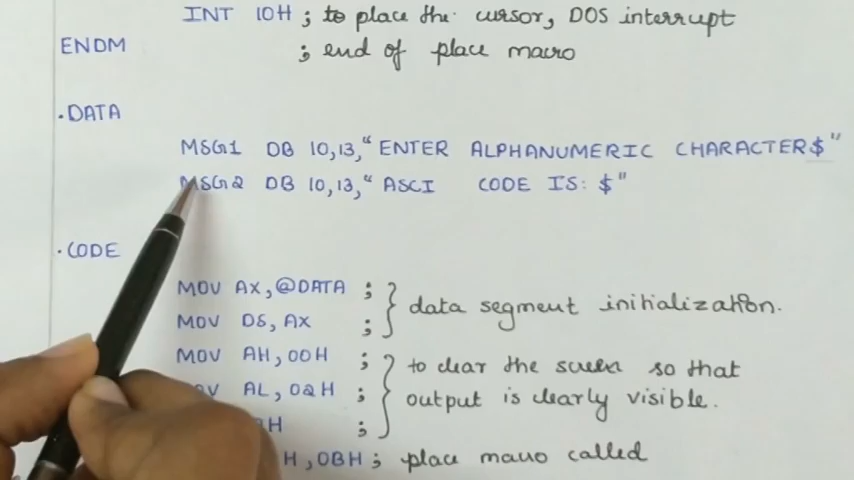 INT 10H ; to place the cursor, DOS interrupt
ENDM ; end of place macro
.DATA
MSG1 DB 10,13,"ENTER ALPHANUMERIC CHARACTER$"
MSG2 DB 10,13,"ASCI CODE IS: $"
.CODE
MOV AX,@DATA ;
MOV DS,AX ; } data segment initialization.
MOV AH,00H ; to clear the screen so that
AL,02H ; } output is clearly visible.
H ;
H,0BH ; place macro called